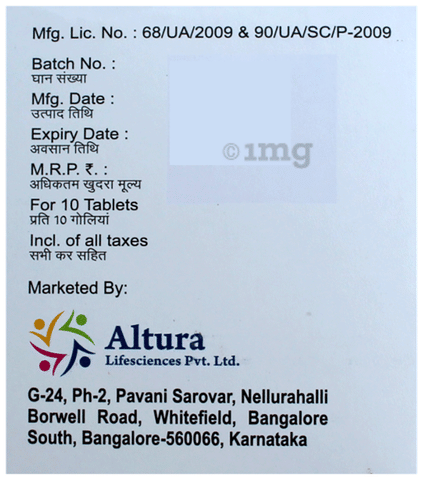 Mfg. Lic. No. : 68/UA/2009 & 90/UA/SC/P-2009
Batch No. :
घान संख्या
Mfg. Date :
उत्पाद तिथि
Expiry Date :
अवसान तिथि
M.R.P. ₹. :
अधिकतम खुदरा मूल्य
For 10 Tablets
प्रति 10 गोलियां
Incl. of all taxes
सभी कर सहित
©1mg
Marketed By:
Altura
Lifesciences Pvt. Ltd.
G-24, Ph-2, Pavani Sarovar, Nellurahalli
Borwell Road, Whitefield, Bangalore
South, Bangalore-560066, Karnataka